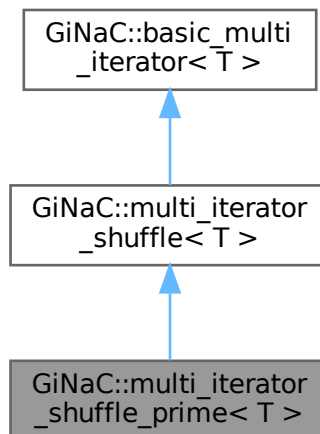 GiNaC::basic_multi
_iterator< T >
GiNaC::multi_iterator
_shuffle< T >
GiNaC::multi_iterator
_shuffle_prime< T >